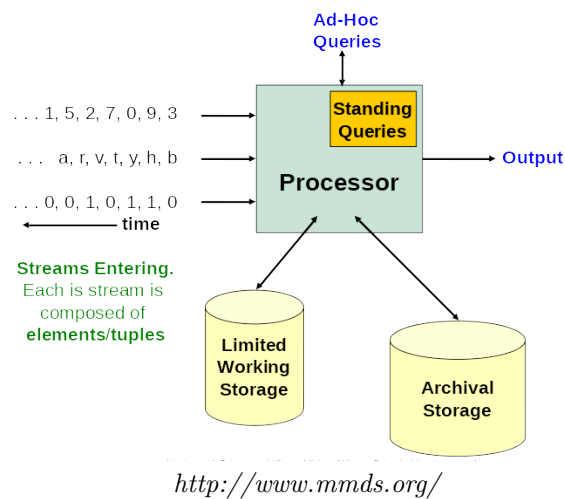 Ad-Hoc
Queries
. . . 1, 5, 2, 7, 0, 9, 3
. . . a, r, v, t, y, h, b
. . . 0, 0, 1, 0, 1, 1, 0
time
Standing
Queries
Processor
Output
Streams Entering.
Each is stream is
composed of
elements/tuples
Limited
Working
Storage
Archival
Storage
http://www.mmds.org/